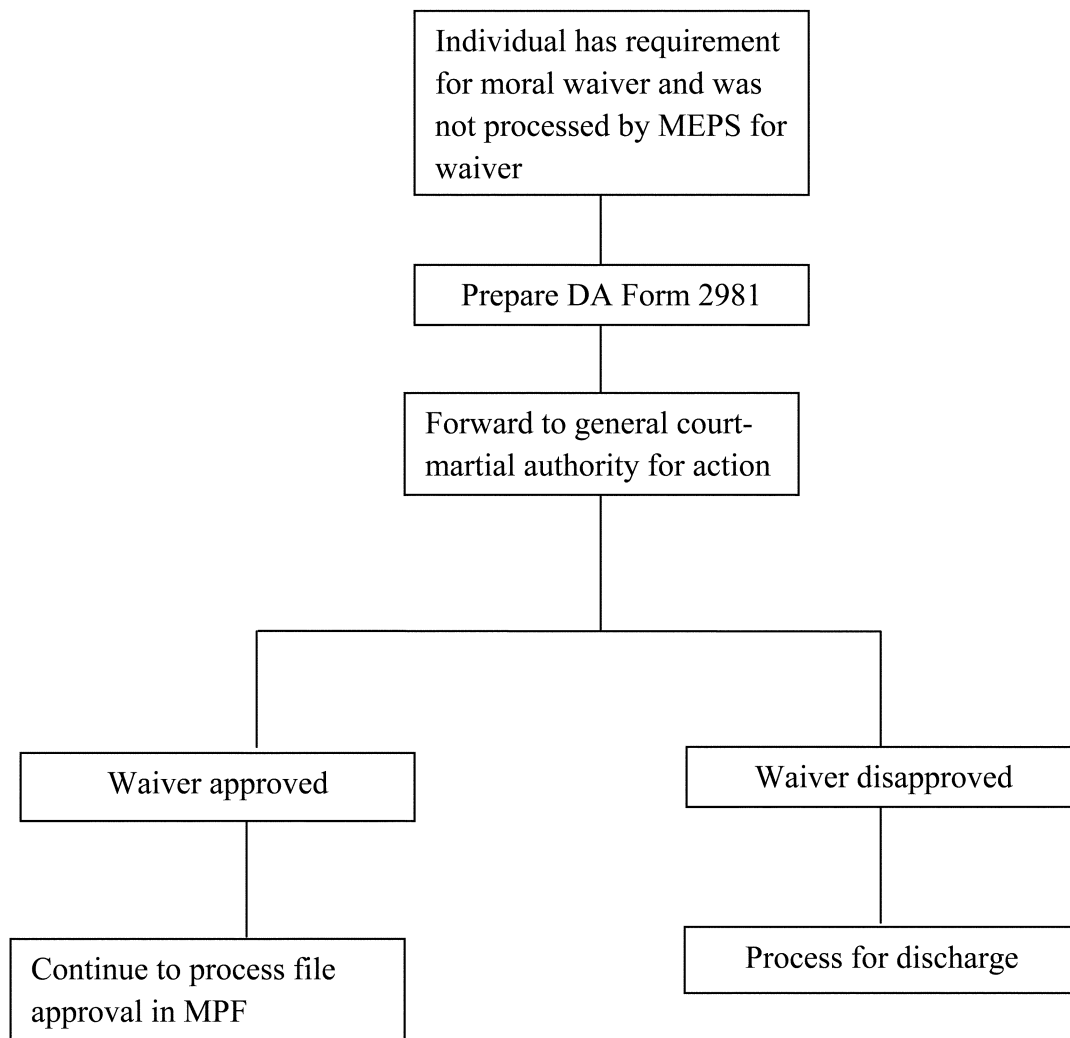 Individual has requirement
for moral waiver and was
not processed by MEPS for
waiver
Prepare DA Form 2981
Forward to general court-
martial authority for action
Waiver approved
Waiver disapproved
Continue to process file
approval in MPF
Process for discharge